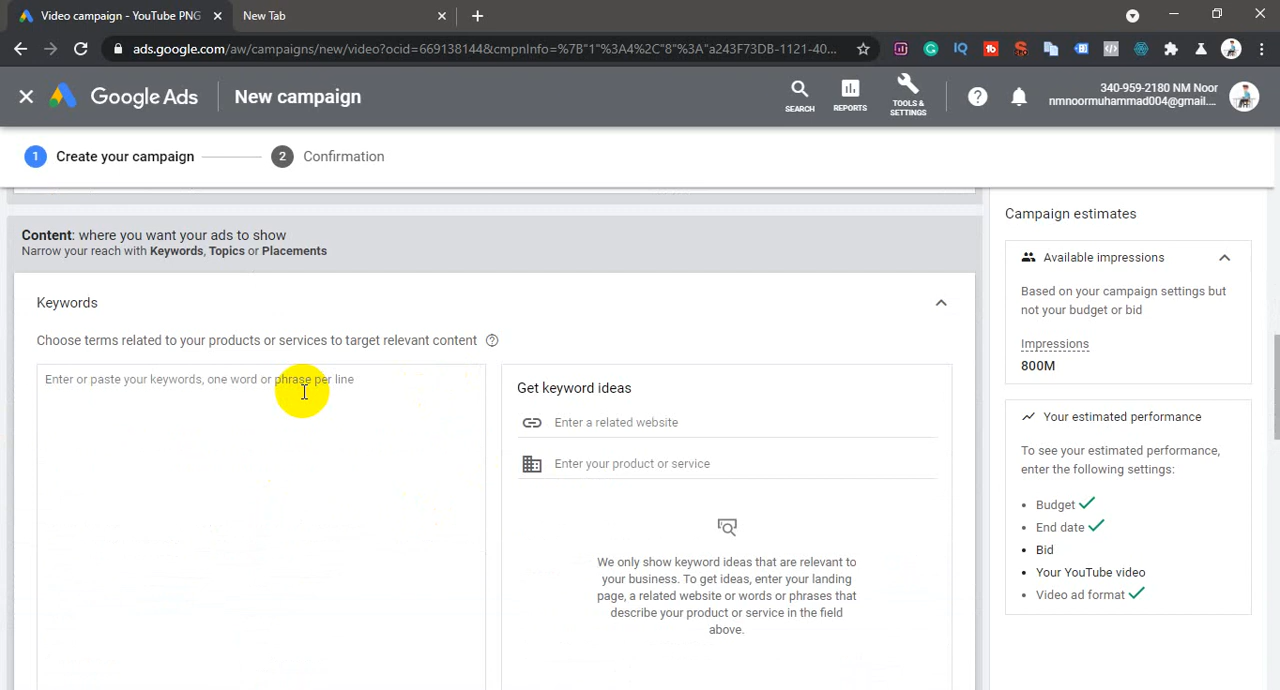 Video campaign - YouTube PNG
New Tab
ads.google.com/aw/campaigns/new/video?ocid=669138144&cmpnInfo=%7B"1"%3A4%2C"8"%3A"a243F73DB-1121-40...
Google Ads
New campaign
SEARCH
REPORTS
TOOLS & SETTINGS
340-959-2180 NM Noor
nmnoormuhammad004@gmail....
1 Create your campaign
2 Confirmation
Content: where you want your ads to show
Narrow your reach with Keywords, Topics or Placements
Keywords
Choose terms related to your products or services to target relevant content
Enter or paste your keywords, one word or phrase per line
Get keyword ideas
Enter a related website
Enter your product or service
We only show keyword ideas that are relevant to
your business. To get ideas, enter your landing
page, a related website or words or phrases that
describe your product or service in the field
above.
Campaign estimates
Available impressions
Based on your campaign settings but
not your budget or bid
Impressions
800M
Your estimated performance
To see your estimated performance,
enter the following settings:
Budget
End date
Bid
Your YouTube video
Video ad format